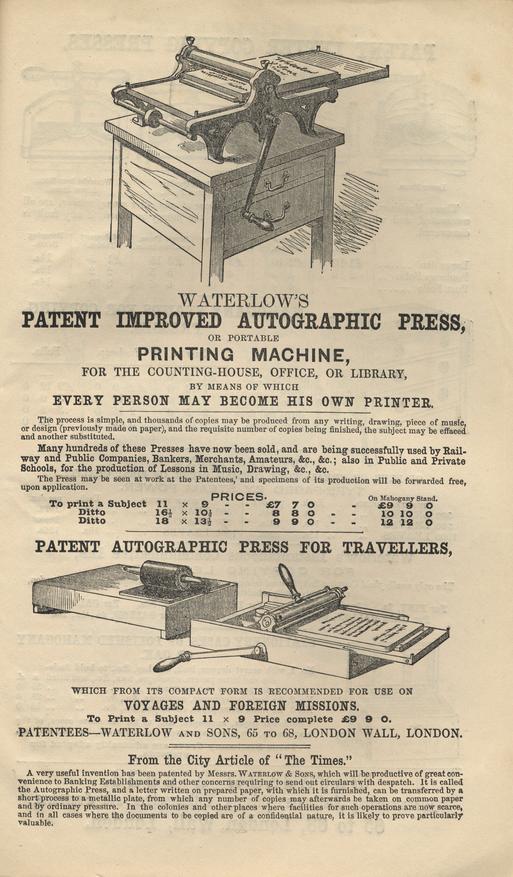 WATERLOW'S
PATENT IMPROVED AUTOGRAPHIC PRESS,
OR PORTABLE
PRINTING MACHINE,
FOR THE COUNTING-HOUSE, OFFICE, OR LIBRARY,
BY MEANS OF WHICH
EVERY PERSON MAY BECOME HIS OWN PRINTER.
The process is simple, and thousands of copies may be produced from any writing, drawing, piece of music,
or design (previously made on paper), and the requisite number of copies being finished, the subject may be effaced
and another substituted.
Many hundreds of these Presses have now been sold, and are being successfully used by Rail-
way and Public Companies, Bankers, Merchants, Amateurs, &c., &c.; also in Public and Private
Schools, for the production of Lessons in Music, Drawing, &c., &c.
The Press may be seen at work at the Patentees,' and specimens of its production will be forwarded free,
upon application.
PRICES. On Mahogany Stand.
To print a Subject 11 × 9 - - £7 7 0 - - £9 9 0
Ditto 16½ × 10½ - - 8 8 0 - - 10 10 0
Ditto 18 × 13½ - - 9 9 0 - - 12 12 0
PATENT AUTOGRAPHIC PRESS FOR TRAVELLERS,
WHICH FROM ITS COMPACT FORM IS RECOMMENDED FOR USE ON
VOYAGES AND FOREIGN MISSIONS.
To Print a Subject 11 × 9 Price complete £9 9 0.
PATENTEES—WATERLOW AND SONS, 65 TO 68, LONDON WALL, LONDON.
From the City Article of "The Times."
A very useful invention has been patented by Messrs. WATERLOW & SONS, which will be productive of great con-
venience to Banking Establishments and other concerns requiring to send out circulars with despatch. It is called
the Autographic Press, and a letter written on prepared paper, with which it is furnished, can be transferred by a
short process to a metallic plate, from which any number of copies may afterwards be taken on common paper
and by ordinary pressure. In the colonies and other places where facilities for such operations are now scarce,
and in all cases where the documents to be copied are of a confidential nature, it is likely to prove particularly
valuable.